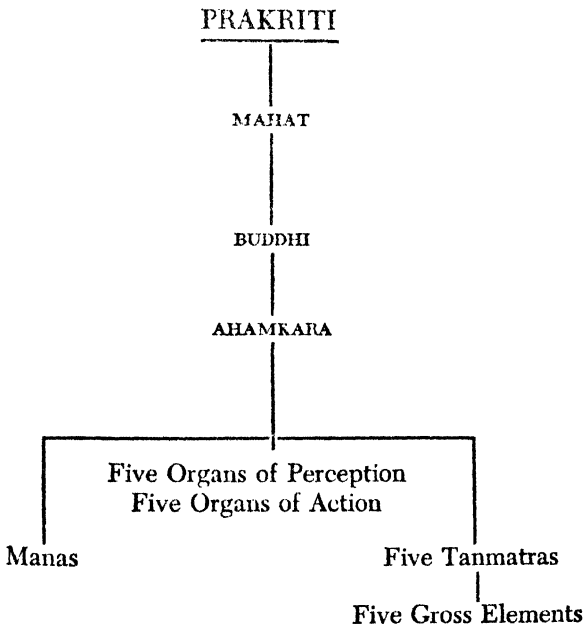 PRAKRITI
MAHAT
BUDDHI
AHAMKARA
Five Organs of Perception
Five Organs of Action
Manas
Five Tanmatras
Five Gross Elements